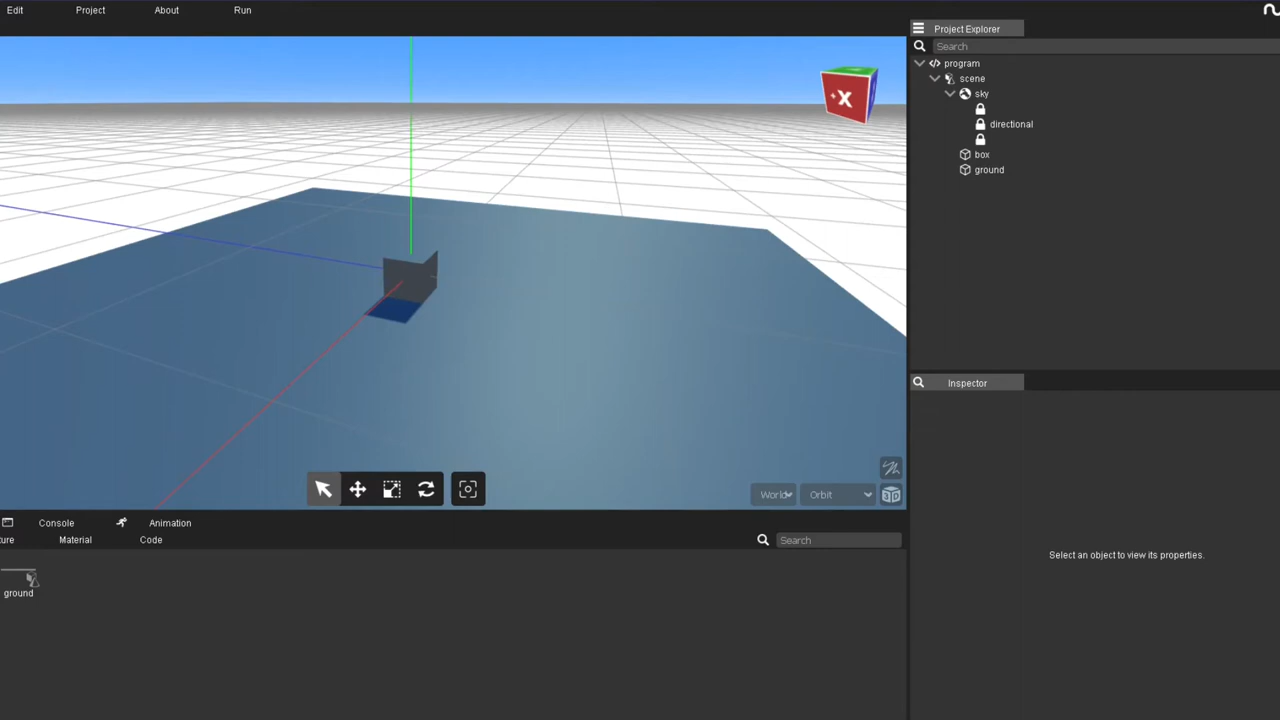 Edit Project About Run
Project Explorer
Search
program
scene
sky
directional
box
ground
X
World Orbit
3D
Inspector
Select an object to view its properties.
Console Animation
ture Material Code
Search
ground